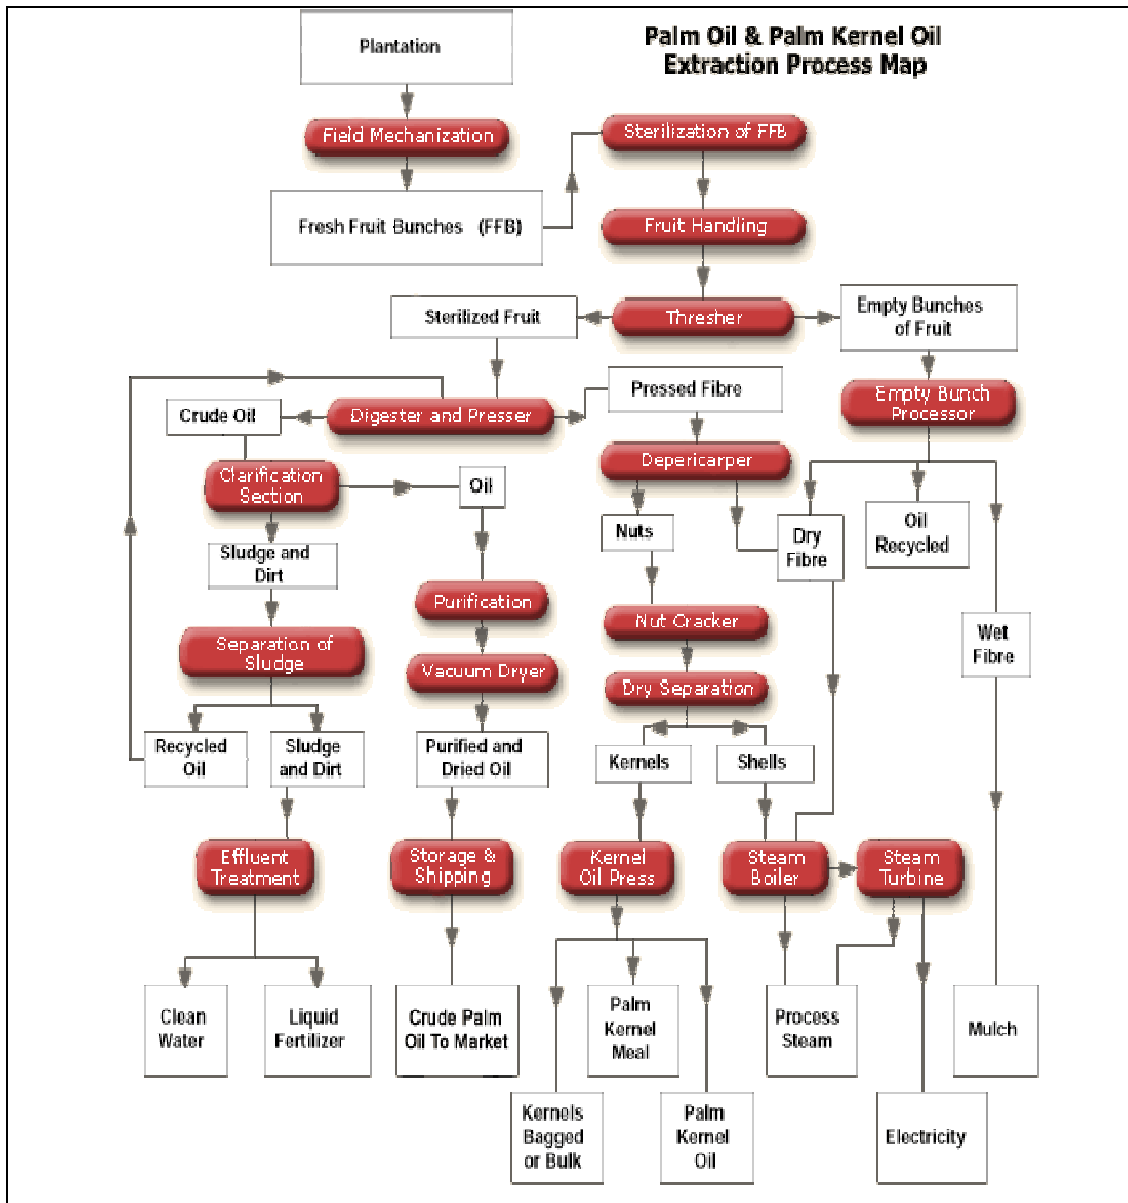 Palm Oil & Palm Kernel Oil
Extraction Process Map
Plantation
Field Mechanization
Sterilization of FFB
Fresh Fruit Bunches (FFB)
Fruit Handling
Sterilized Fruit
Thresher
Empty Bunches
of Fruit
Pressed Fibre
Crude Oil
Digester and Presser
Empty Bunch
Processor
Depericarper
Clarification
Section
Oil
Nuts
Dry
Fibre
Oil
Recycled
Sludge and
Dirt
Purification
Nut Cracker
Wet
Fibre
Separation of
Sludge
Vacuum Dryer
Dry Separation
Recycled
Oil
Sludge
and Dirt
Purified and
Dried Oil
Kernels
Shells
Effluent
Treatment
Storage &
Shipping
Kernel
Oil Press
Steam
Boiler
Steam
Turbine
Clean
Water
Liquid
Fertilizer
Crude Palm
Oil To Market
Palm
Kernel
Meal
Process
Steam
Mulch
Kernels
Bagged
or Bulk
Palm
Kernel
Oil
Electricity